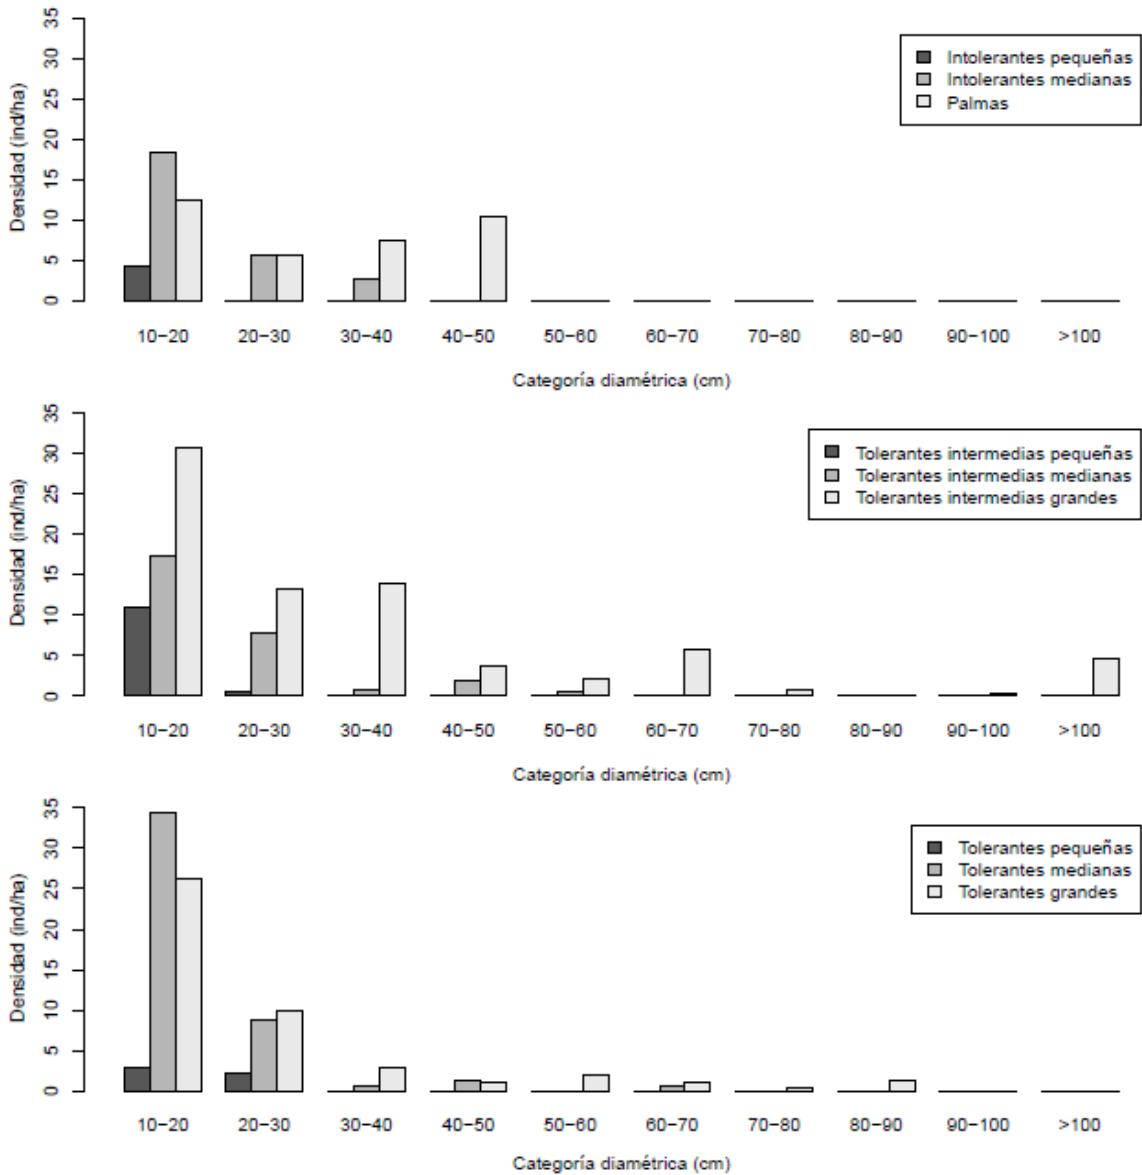 35
30
25
20
15
10
5
0
Densidad (ind/ha)
Intolerantes pequeñas
Intolerantes medianas
Palmas
10−20 20−30 30−40 40−50 50−60 60−70 70−80 80−90 90−100 >100
Categoría diamétrica (cm)
35
30
25
20
15
10
5
0
Densidad (ind/ha)
Tolerantes intermedias pequeñas
Tolerantes intermedias medianas
Tolerantes intermedias grandes
10−20 20−30 30−40 40−50 50−60 60−70 70−80 80−90 90−100 >100
Categoría diamétrica (cm)
35
30
25
20
15
10
5
0
Densidad (ind/ha)
Tolerantes pequeñas
Tolerantes medianas
Tolerantes grandes
10−20 20−30 30−40 40−50 50−60 60−70 70−80 80−90 90−100 >100
Categoría diamétrica (cm)